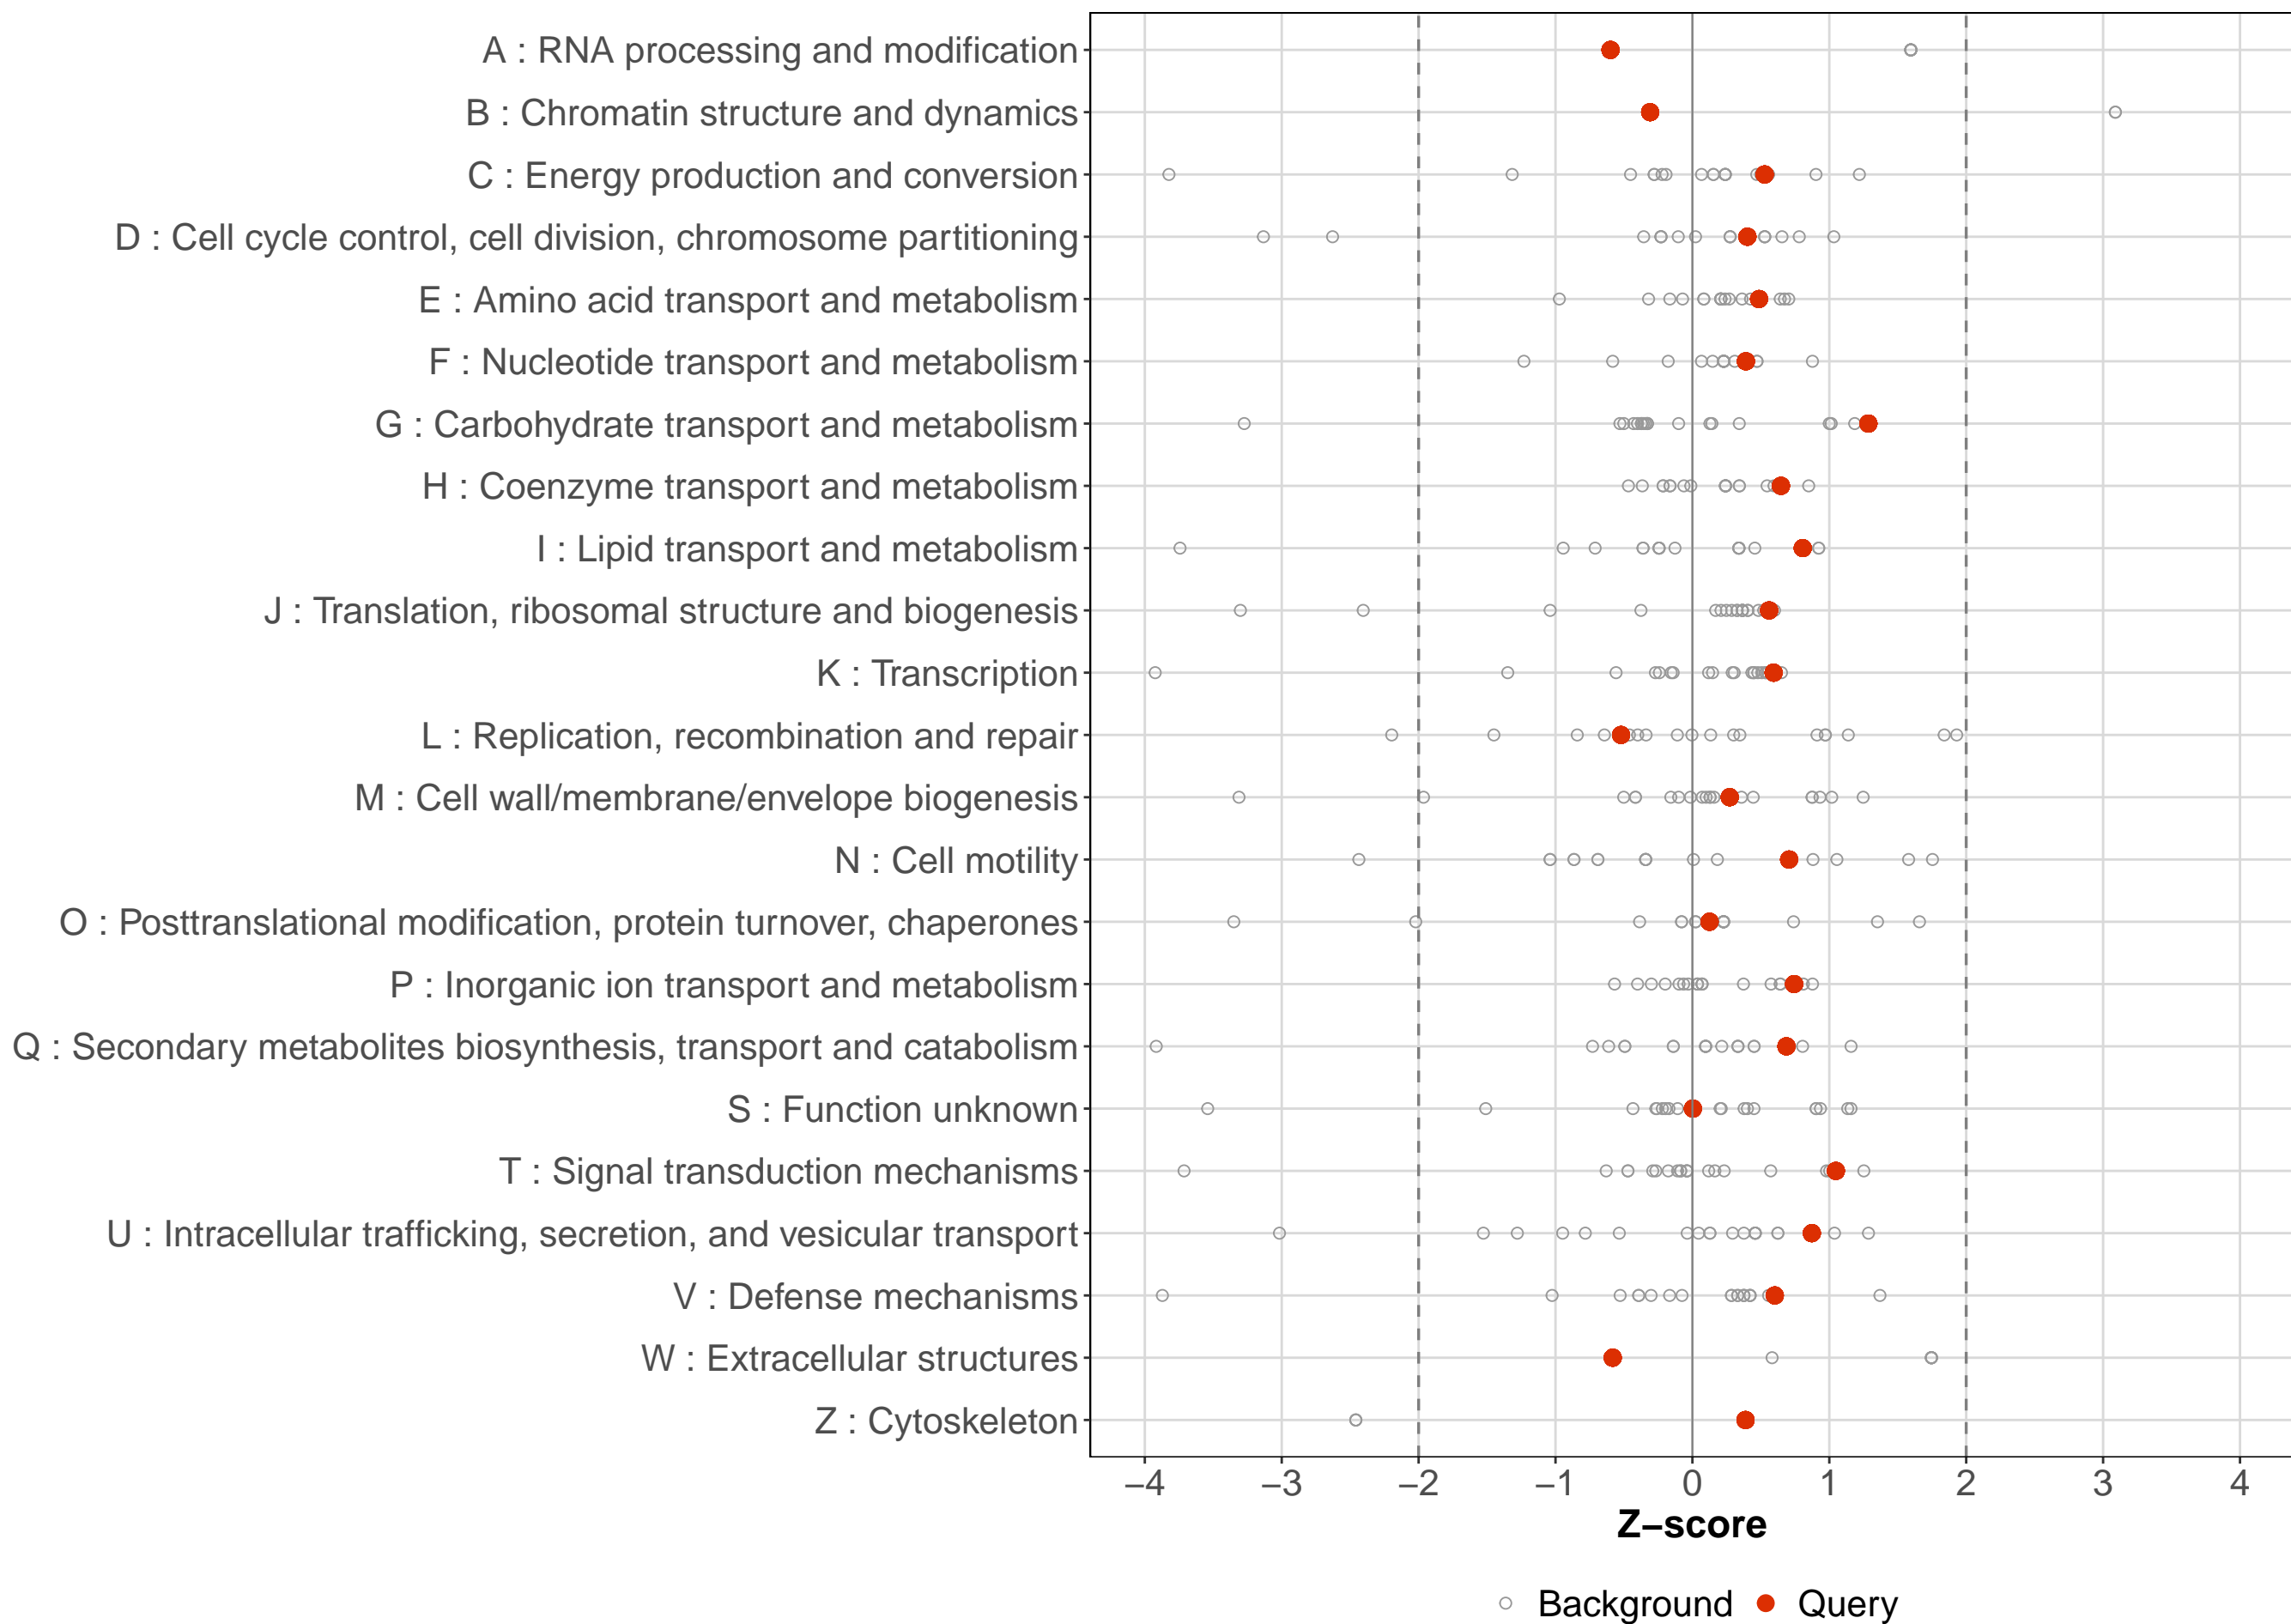 A : RNA processing and modification
B : Chromatin structure and dynamics
C : Energy production and conversion
D : Cell cycle control, cell division, chromosome partitioning
E : Amino acid transport and metabolism
F : Nucleotide transport and metabolism
G : Carbohydrate transport and metabolism
H : Coenzyme transport and metabolism
I : Lipid transport and metabolism
J : Translation, ribosomal structure and biogenesis
K : Transcription
L : Replication, recombination and repair
M : Cell wall/membrane/envelope biogenesis
N : Cell motility
O : Posttranslational modification, protein turnover, chaperones
P : Inorganic ion transport and metabolism
Q : Secondary metabolites biosynthesis, transport and catabolism
S : Function unknown
T : Signal transduction mechanisms
U : Intracellular trafficking, secretion, and vesicular transport
V : Defense mechanisms
W : Extracellular structures
Z : Cytoskeleton
−4 −3 −2 −1 0 1 2 3 4
Z−score
Background Query